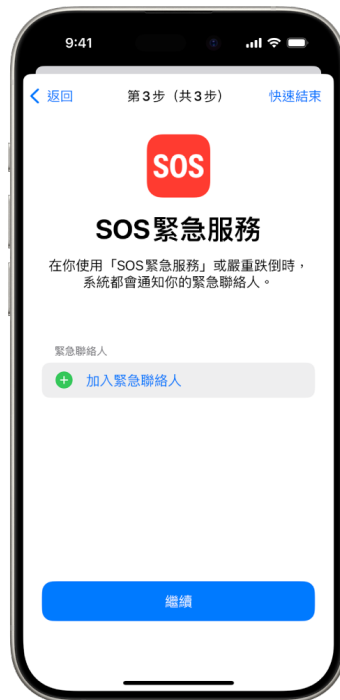 9:41
返回 第3步（共3步） 快速結束
SOS
SOS緊急服務
在你使用「SOS緊急服務」或嚴重跌倒時，
系統都會通知你的緊急聯絡人。
緊急聯絡人
加入緊急聯絡人
繼續